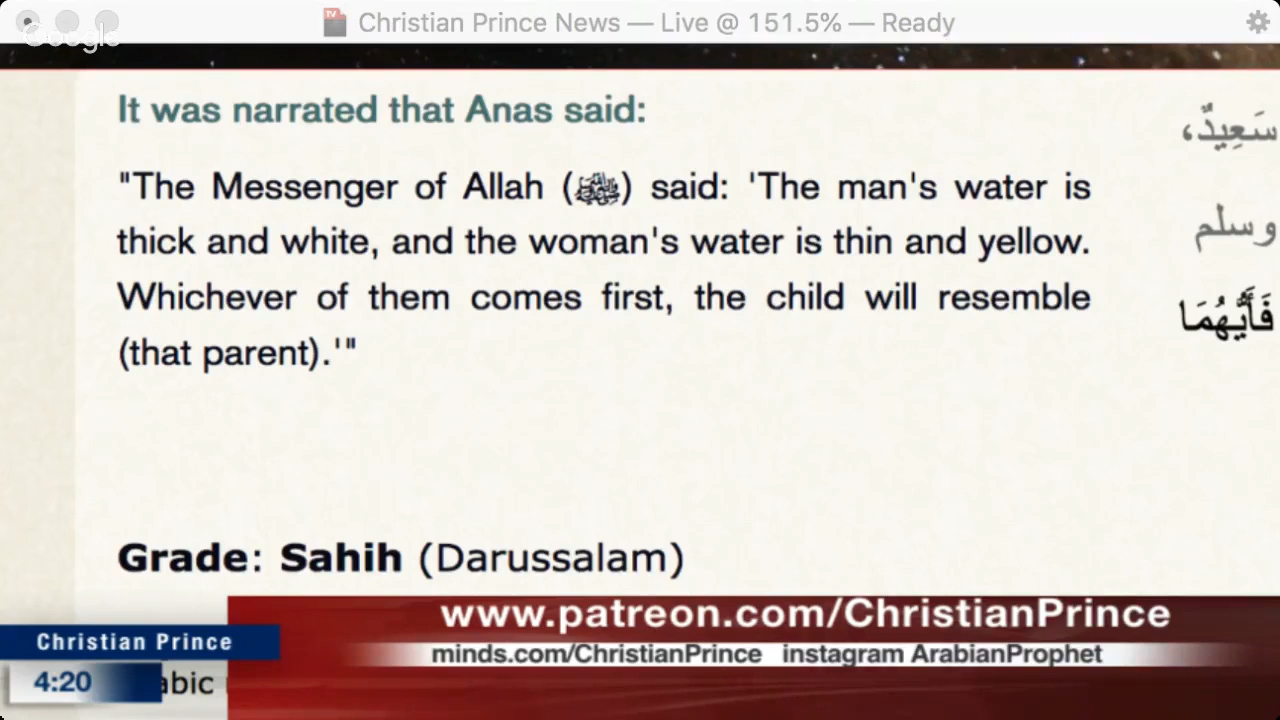 Christian Prince News — Live @ 151.5% — Ready
Google
It was narrated that Anas said:
"The Messenger of Allah (ﷺ) said: 'The man's water is
thick and white, and the woman's water is thin and yellow.
Whichever of them comes first, the child will resemble
(that parent).'"
سَعِيدٌ،
وسلم
فَأَيُّهُمَا
Grade: Sahih (Darussalam)
www.patreon.com/ChristianPrince
Christian Prince
minds.com/ChristianPrince instagram ArabianProphet
4:20
abic